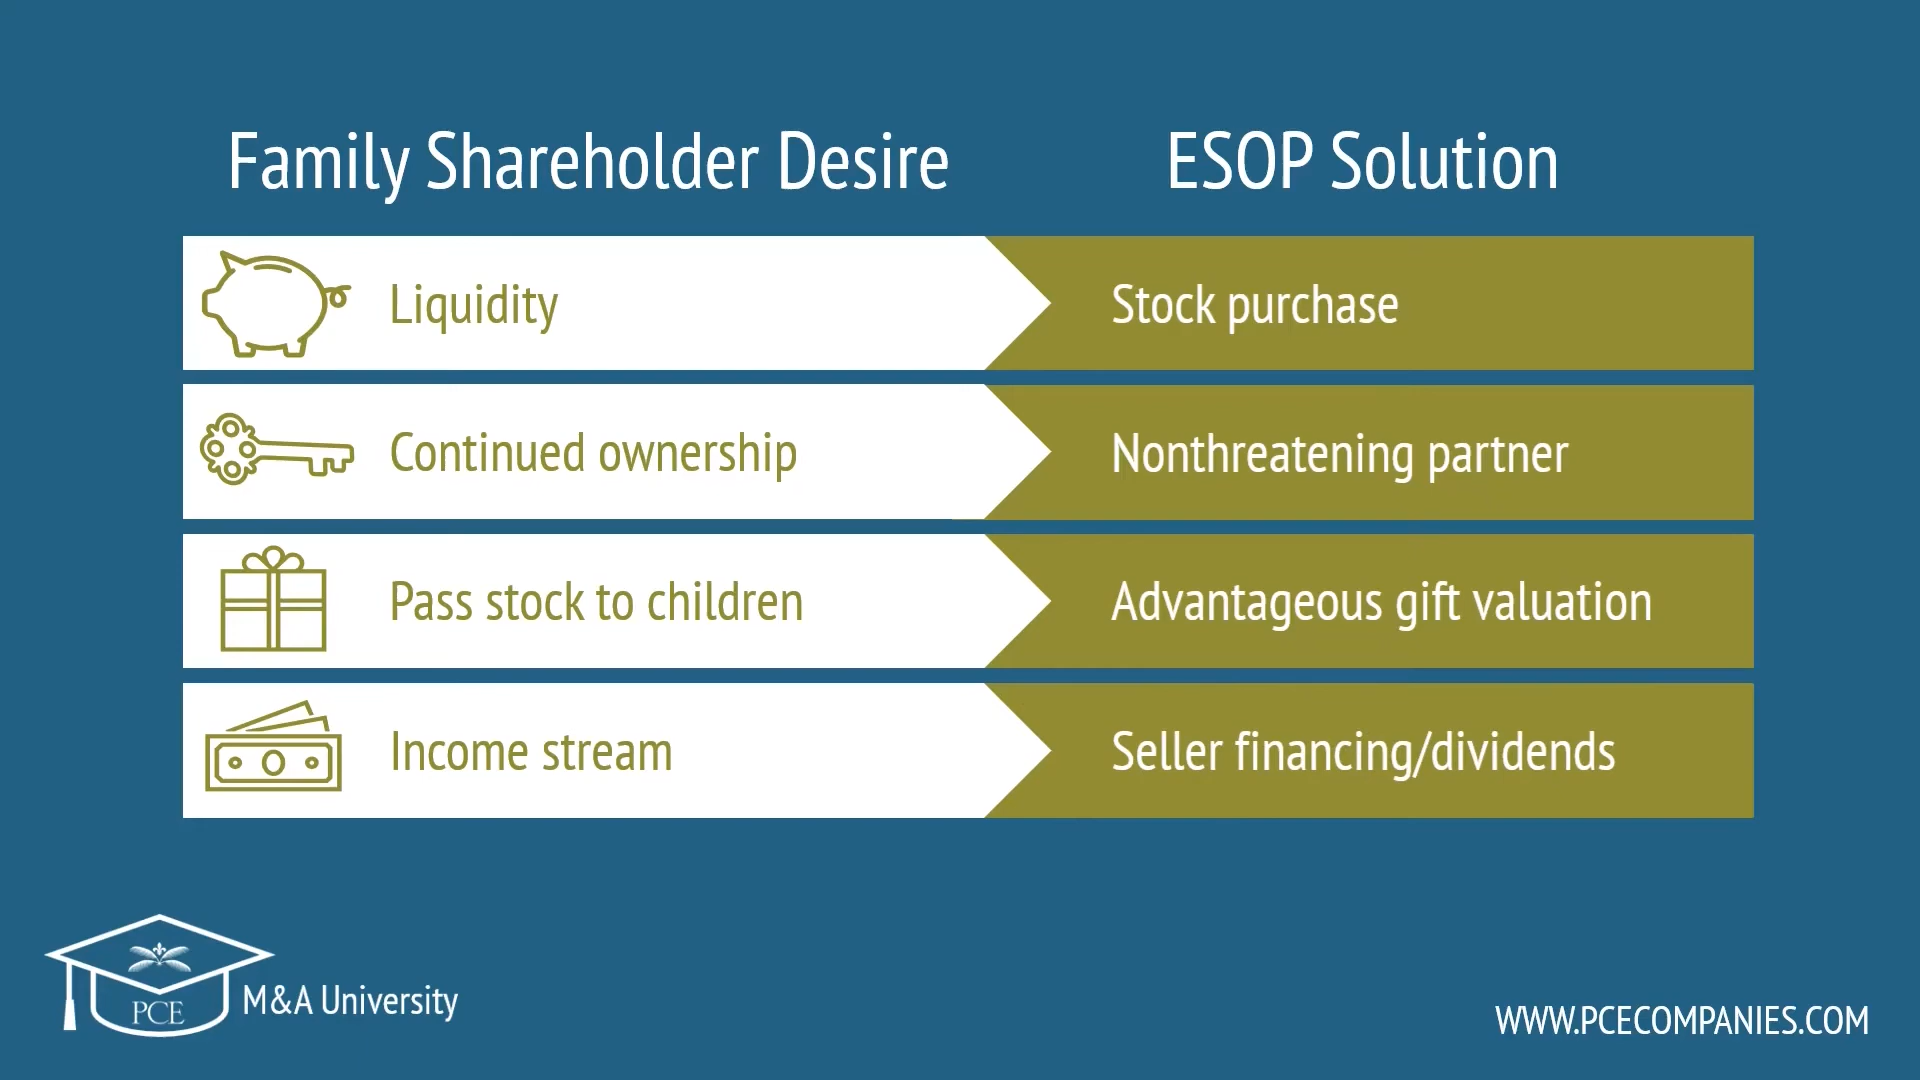 Family Shareholder Desire
ESOP Solution
Liquidity
Stock purchase
Continued ownership
Nonthreatening partner
Pass stock to children
Advantageous gift valuation
Income stream
Seller financing/dividends
PCE
M&A University
WWW.PCECOMPANIES.COM